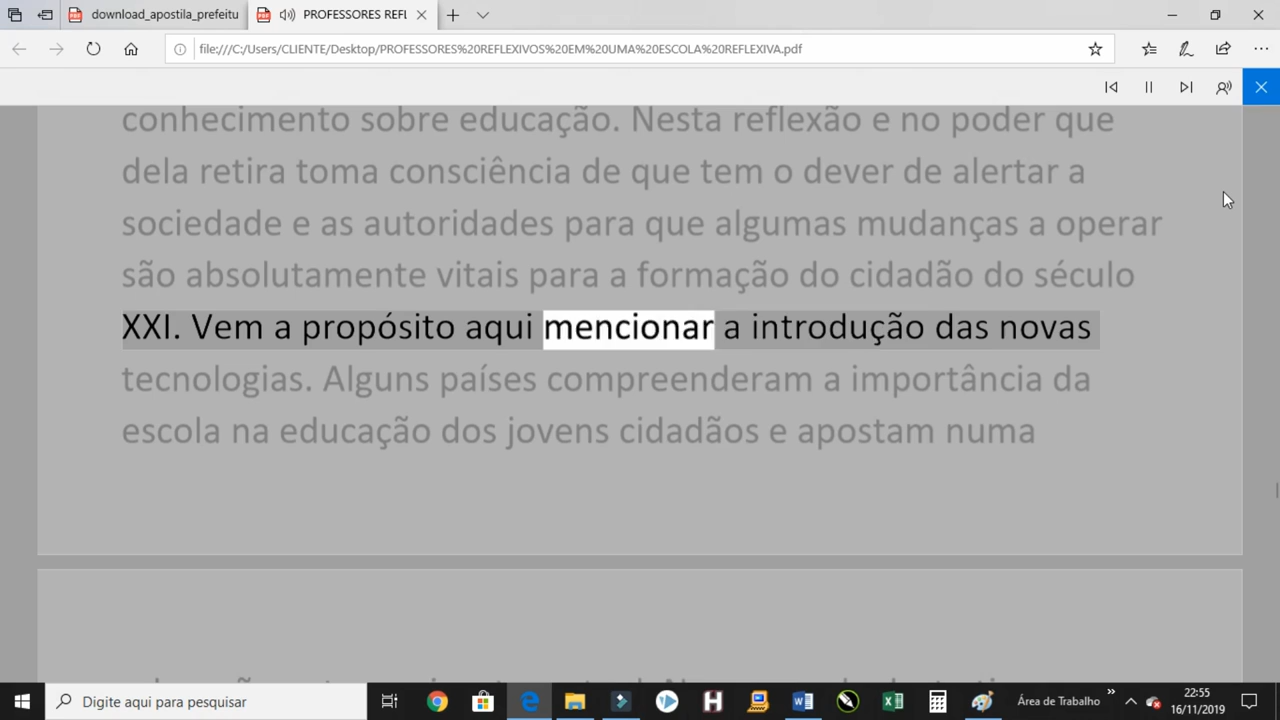 download_apostila_prefeitu
PROFESSORES REFL
file:///C:/Users/CLIENTE/Desktop/PROFESSORES%20REFLEXIVOS%20EM%20UMA%20ESCOLA%20REFLEXIVA.pdf
conhecimento sobre educação. Nesta reflexão e no poder que
dela retira toma consciência de que tem o dever de alertar a
sociedade e as autoridades para que algumas mudanças a operar
são absolutamente vitais para a formação do cidadão do século
XXI. Vem a propósito aqui mencionar a introdução das novas
tecnologias. Alguns países compreenderam a importância da
escola na educação dos jovens cidadãos e apostam numa
Digite aqui para pesquisar
Área de Trabalho
22:55
16/11/2019